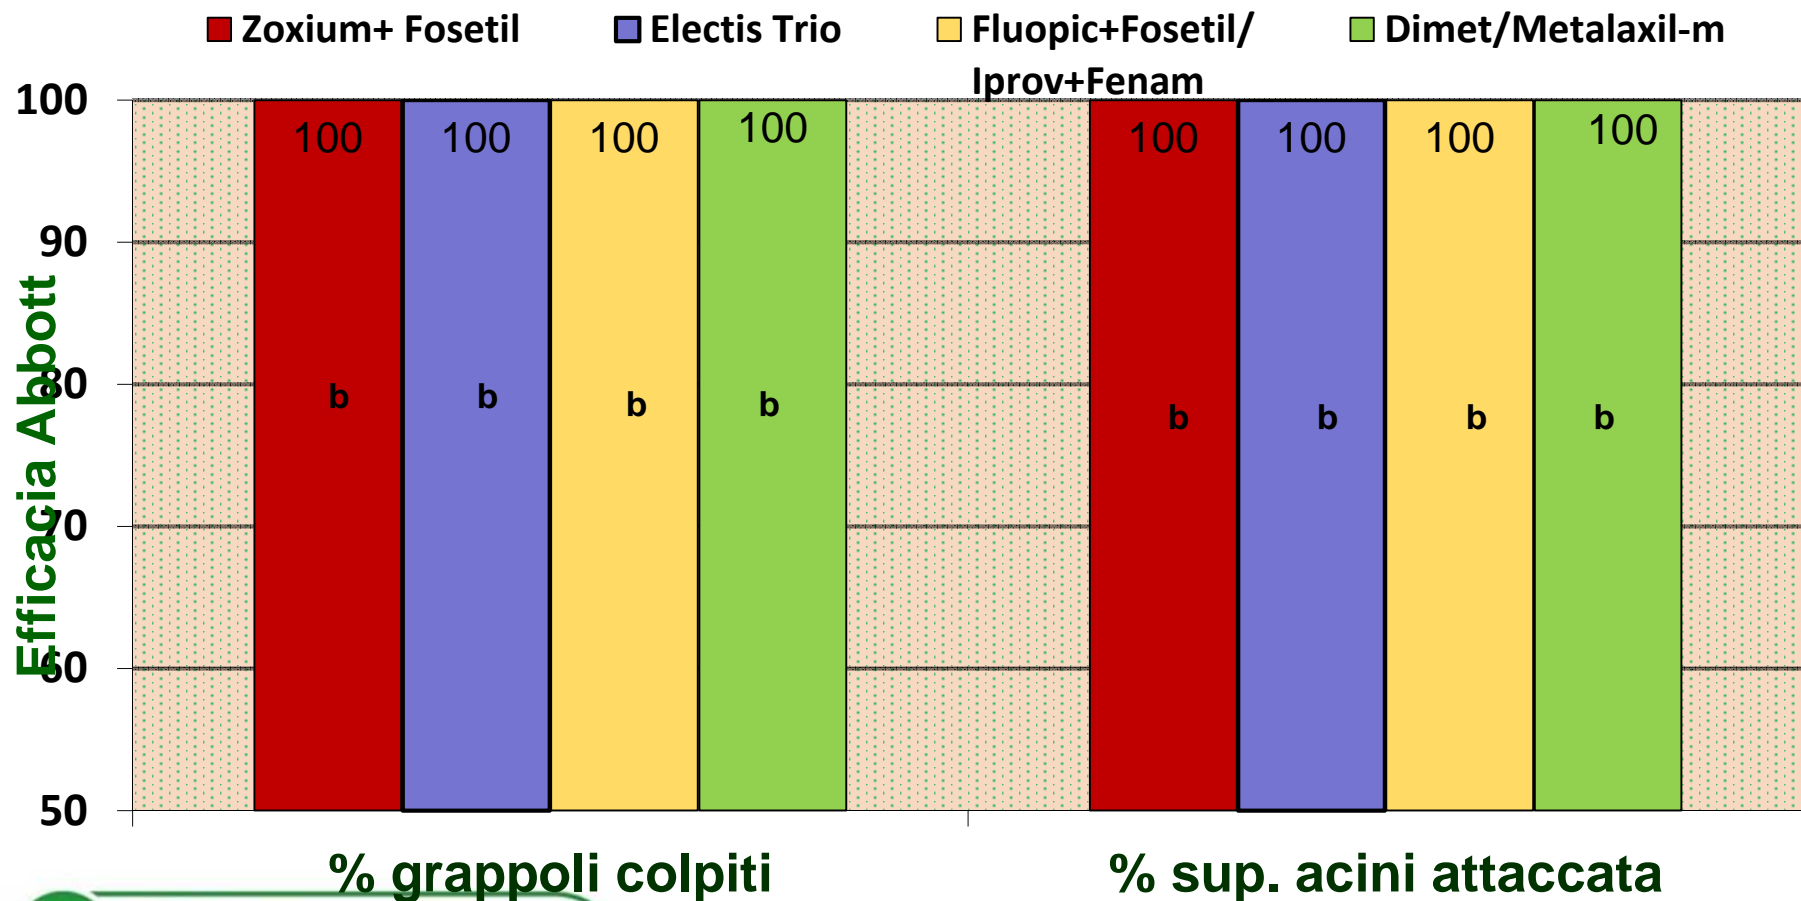 Zoxium+ Fosetil
Electis Trio
Fluopic+Fosetil/
Iprov+Fenam
Dimet/Metalaxil-m
Efficacia Abbott
100
90
80
70
60
50
100 100 100 100 100 100 100 100
b b b b b b b b
% grappoli colpiti
% sup. acini attaccata